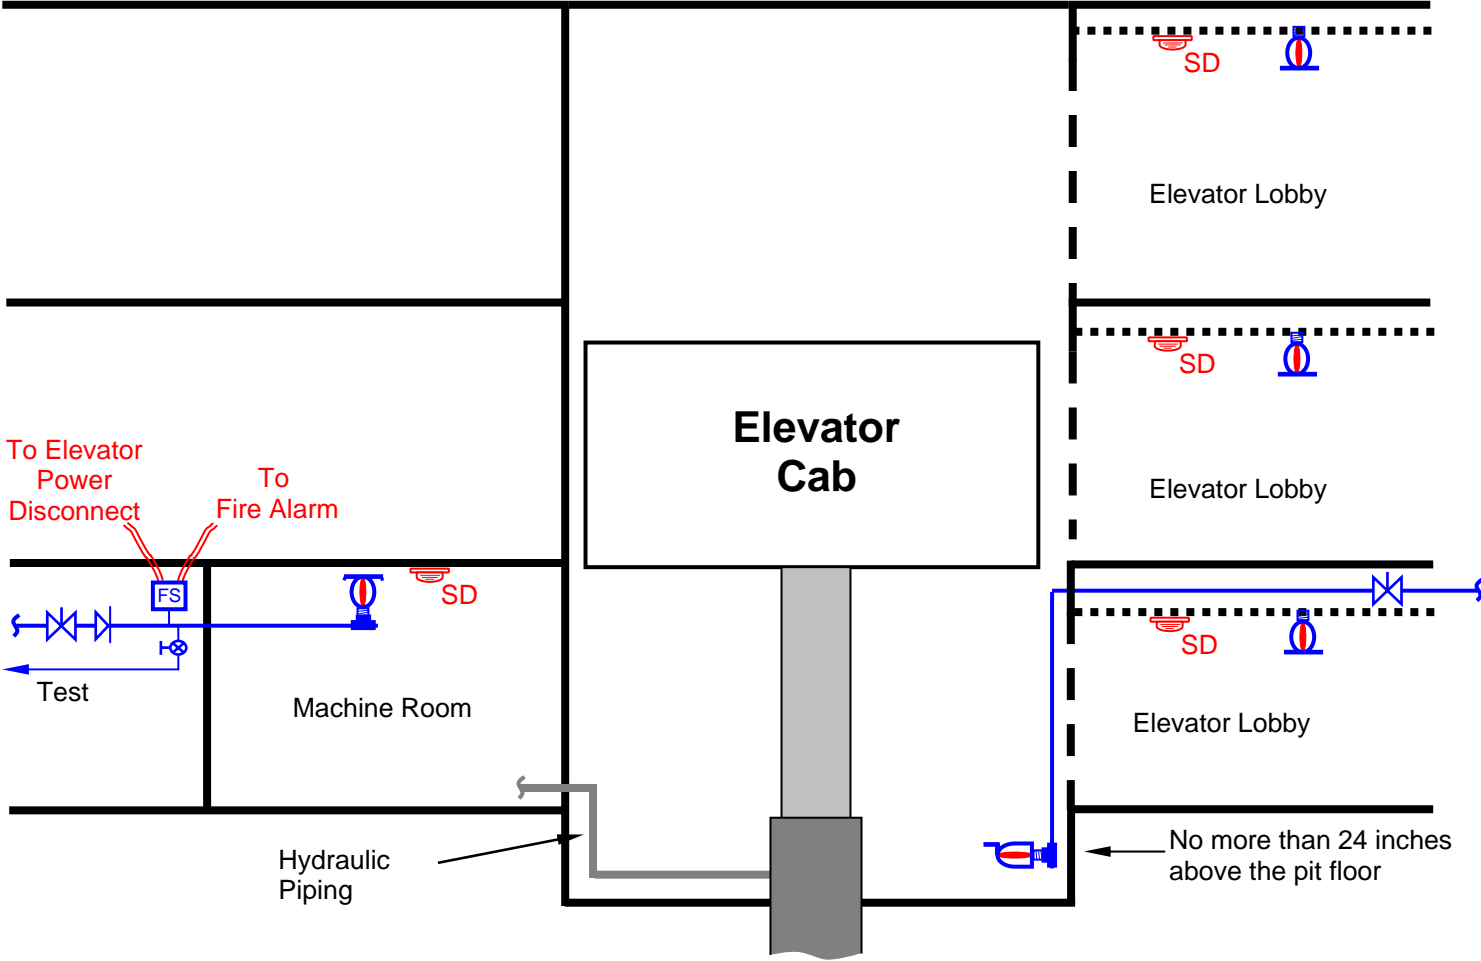 SD
Elevator Lobby
SD
Elevator Lobby
Elevator
Cab
To Elevator
Power
Disconnect
To
Fire Alarm
FS
SD
Test
Machine Room
SD
Elevator Lobby
Hydraulic
Piping
No more than 24 inches
above the pit floor